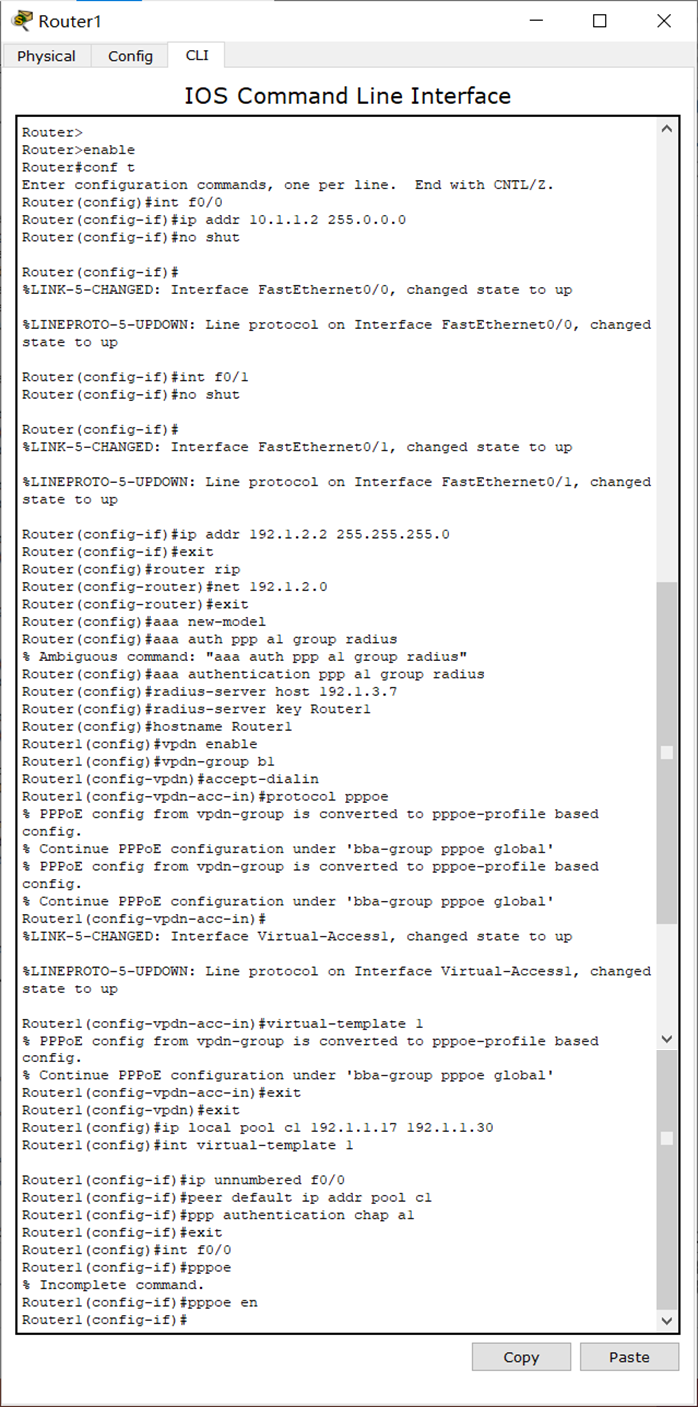 Router1
Physical Config CLI
IOS Command Line Interface
Router>
Router>enable
Router#conf t
Enter configuration commands, one per line.  End with CNTL/Z.
Router(config)#int f0/0
Router(config-if)#ip addr 10.1.1.2 255.0.0.0
Router(config-if)#no shut
Router(config-if)#
%LINK-5-CHANGED: Interface FastEthernet0/0, changed state to up
%LINEPROTO-5-UPDOWN: Line protocol on Interface FastEthernet0/0, changed
state to up
Router(config-if)#int f0/1
Router(config-if)#no shut
Router(config-if)#
%LINK-5-CHANGED: Interface FastEthernet0/1, changed state to up
%LINEPROTO-5-UPDOWN: Line protocol on Interface FastEthernet0/1, changed
state to up
Router(config-if)#ip addr 192.1.2.2 255.255.255.0
Router(config-if)#exit
Router(config)#router rip
Router(config-router)#net 192.1.2.0
Router(config-router)#exit
Router(config)#aaa new-model
Router(config)#aaa auth ppp a1 group radius
% Ambiguous command: "aaa auth ppp a1 group radius"
Router(config)#aaa authentication ppp a1 group radius
Router(config)#radius-server host 192.1.3.7
Router(config)#radius-server key Router1
Router(config)#hostname Router1
Router1(config)#vpdn enable
Router1(config)#vpdn-group b1
Router1(config-vpdn)#accept-dialin
Router1(config-vpdn-acc-in)#protocol pppoe
% PPPoE config from vpdn-group is converted to pppoe-profile based
config.
% Continue PPPoE configuration under 'bba-group pppoe global'
% PPPoE config from vpdn-group is converted to pppoe-profile based
config.
% Continue PPPoE configuration under 'bba-group pppoe global'
Router1(config-vpdn-acc-in)#
%LINK-5-CHANGED: Interface Virtual-Access1, changed state to up
%LINEPROTO-5-UPDOWN: Line protocol on Interface Virtual-Access1, changed
state to up
Router1(config-vpdn-acc-in)#virtual-template 1
% PPPoE config from vpdn-group is converted to pppoe-profile based
config.
% Continue PPPoE configuration under 'bba-group pppoe global'
Router1(config-vpdn-acc-in)#exit
Router1(config-vpdn)#exit
Router1(config)#ip local pool c1 192.1.1.17 192.1.1.30
Router1(config)#int virtual-template 1
Router1(config-if)#ip unnumbered f0/0
Router1(config-if)#peer default ip addr pool c1
Router1(config-if)#ppp authentication chap a1
Router1(config-if)#exit
Router1(config)#int f0/0
Router1(config-if)#pppoe
% Incomplete command.
Router1(config-if)#pppoe en
Router1(config-if)#
Copy Paste